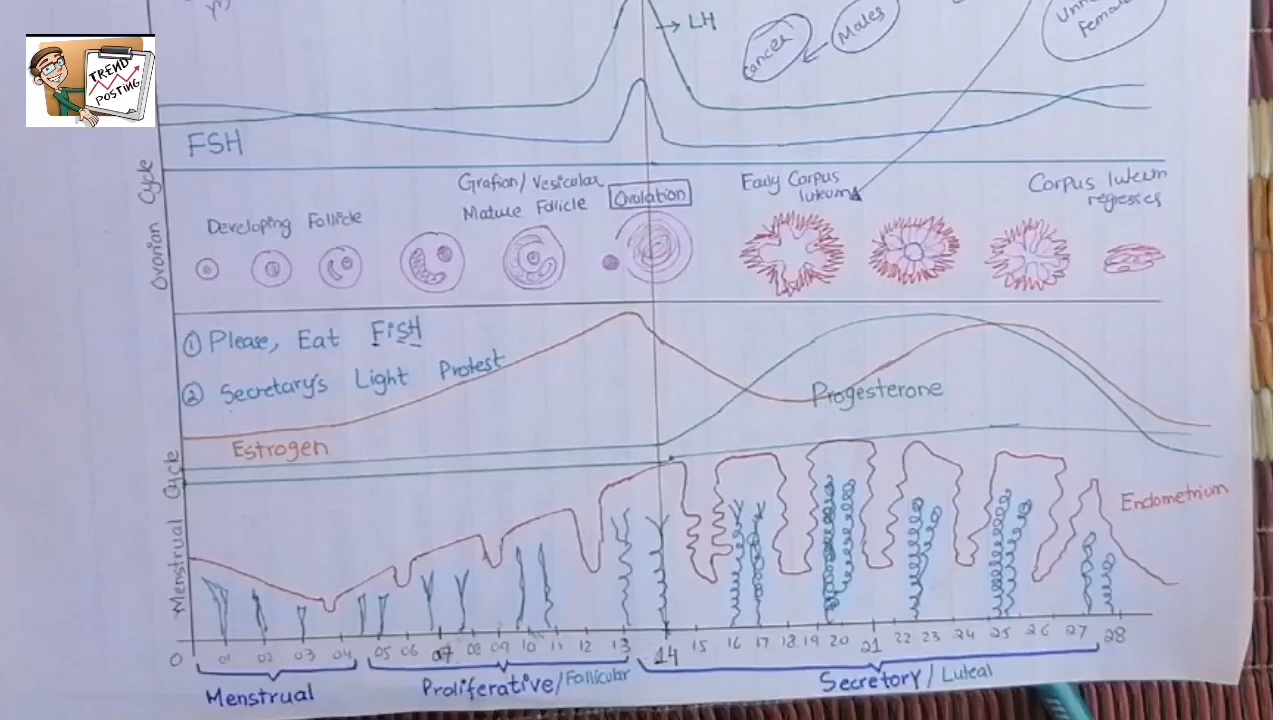 TREND
POSTING
LH
Cancer
Males
Female
FSH
Ovarian Cycle
Developing Follicle
Grafion/Vesicular
Mature Follicle
Ovulation
Early Corpus
luteum
Corpus luteum
regresses
① Please, Eat FiSH
② Secretary's Light Protest
Estrogen
Progesterone
Menstrual Cycle
Endometrium
0 01 02 03 04 05 06 07 08 09 10 11 12 13 14 15 16 17 18 19 20 21 22 23 24 25 26 27 28
Menstrual
Proliferative/Follicular
Secretory/Luteal